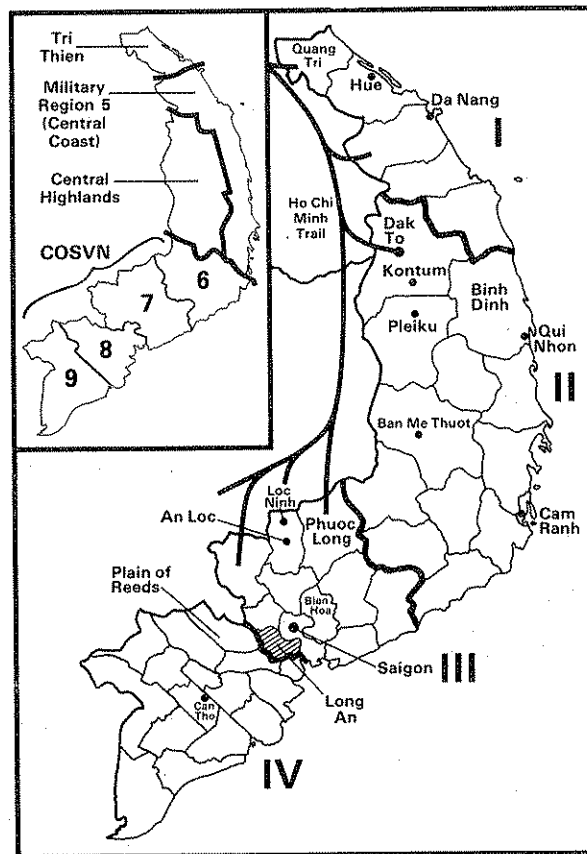 Tri
Thien
Military
Region 5
(Central
Coast)
Central
Highlands
COSVN
6
7
8
9
Quang
Tri
Hue
Da Nang
I
Ho Chi
Minh
Trail
Dak
To
Kontum
Binh
Dinh
Pleiku
Qui
Nhon
II
Ban Me Thuot
Loc
Ninh
An Loc
Phuoc
Long
Cam
Ranh
Plain of
Reeds
Bien
Hoa
Saigon
III
Long
An
Can
Tho
IV